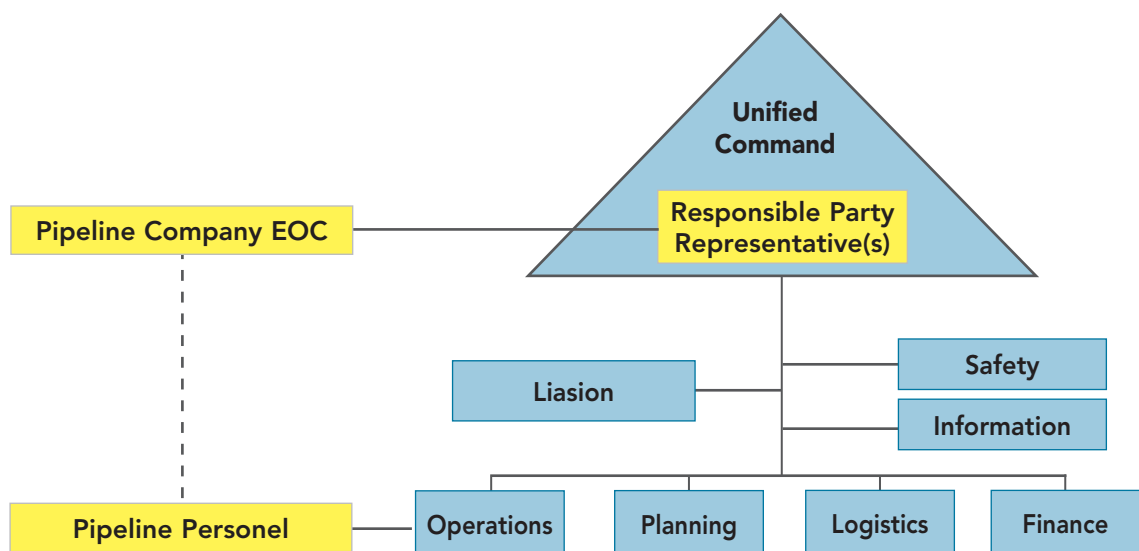 Unified
Command
Responsible Party
Representative(s)
Pipeline Company EOC
Safety
Liasion
Information
Pipeline Personel
Operations
Planning
Logistics
Finance